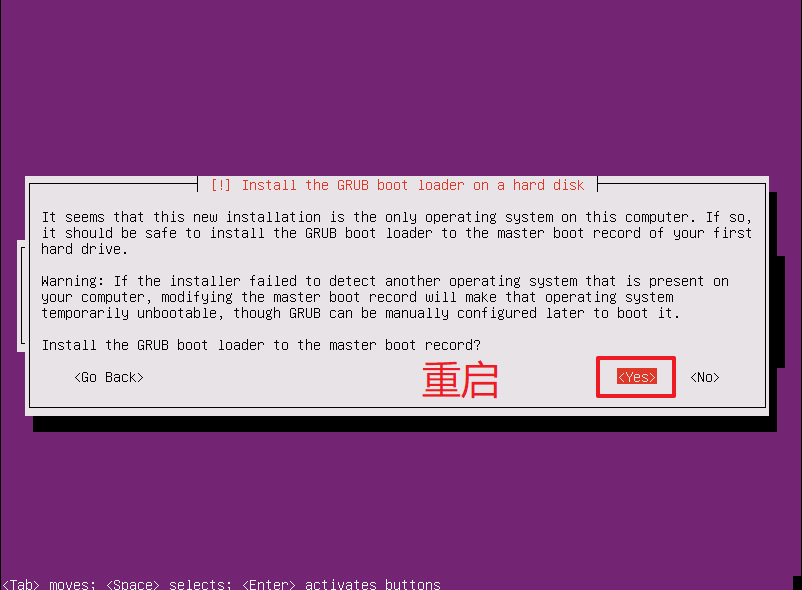 [!] Install the GRUB boot loader on a hard disk
It seems that this new installation is the only operating system on this computer. If so,
it should be safe to install the GRUB boot loader to the master boot record of your first
hard drive.
Warning: If the installer failed to detect another operating system that is present on
your computer, modifying the master boot record will make that operating system
temporarily unbootable, though GRUB can be manually configured later to boot it.
Install the GRUB boot loader to the master boot record?
<Go Back> 重启 <Yes> <No>
<Tab> moves; <Space> selects; <Enter> activates buttons